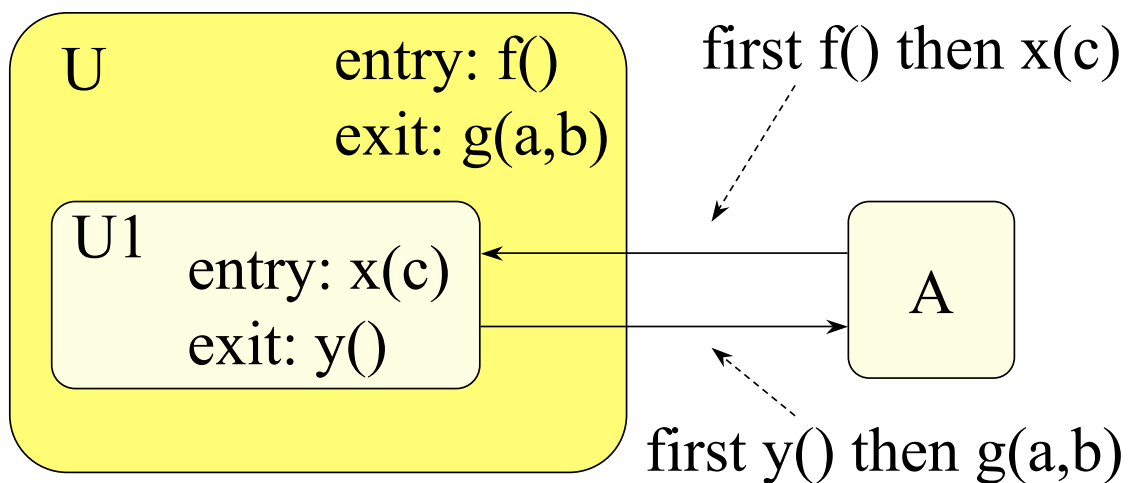 U
entry: f()
exit: g(a,b)
first f() then x(c)
U1
entry: x(c)
exit: y()
A
first y() then g(a,b)